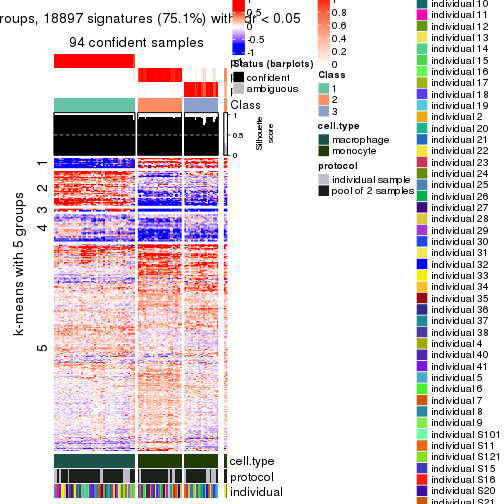 roups, 18897 signatures (75.1%) with
r < 0.05
94 confident samples
1
2
3
4
5
k-means with 5 groups
Class
1
0.5
0
Silhouette
score
cell.type
protocol
individual
-0.5
-1
Status (barplots)
confident
ambiguous
0.8
0.6
0.4
0.2
0
Class
1
2
3
cell.type
macrophage
monocyte
protocol
individual sample
pool of 2 samples
individual 10
individual 11
individual 12
individual 13
individual 14
individual 15
individual 16
individual 17
individual 18
individual 19
individual 2
individual 20
individual 21
individual 22
individual 23
individual 24
individual 25
individual 26
individual 27
individual 28
individual 29
individual 30
individual 31
individual 32
individual 33
individual 34
individual 35
individual 36
individual 37
individual 38
individual 4
individual 40
individual 41
individual 5
individual 6
individual 7
individual 8
individual 9
individual S101
individual S11
individual S121
individual S15
individual S16
individual S20
individual S21